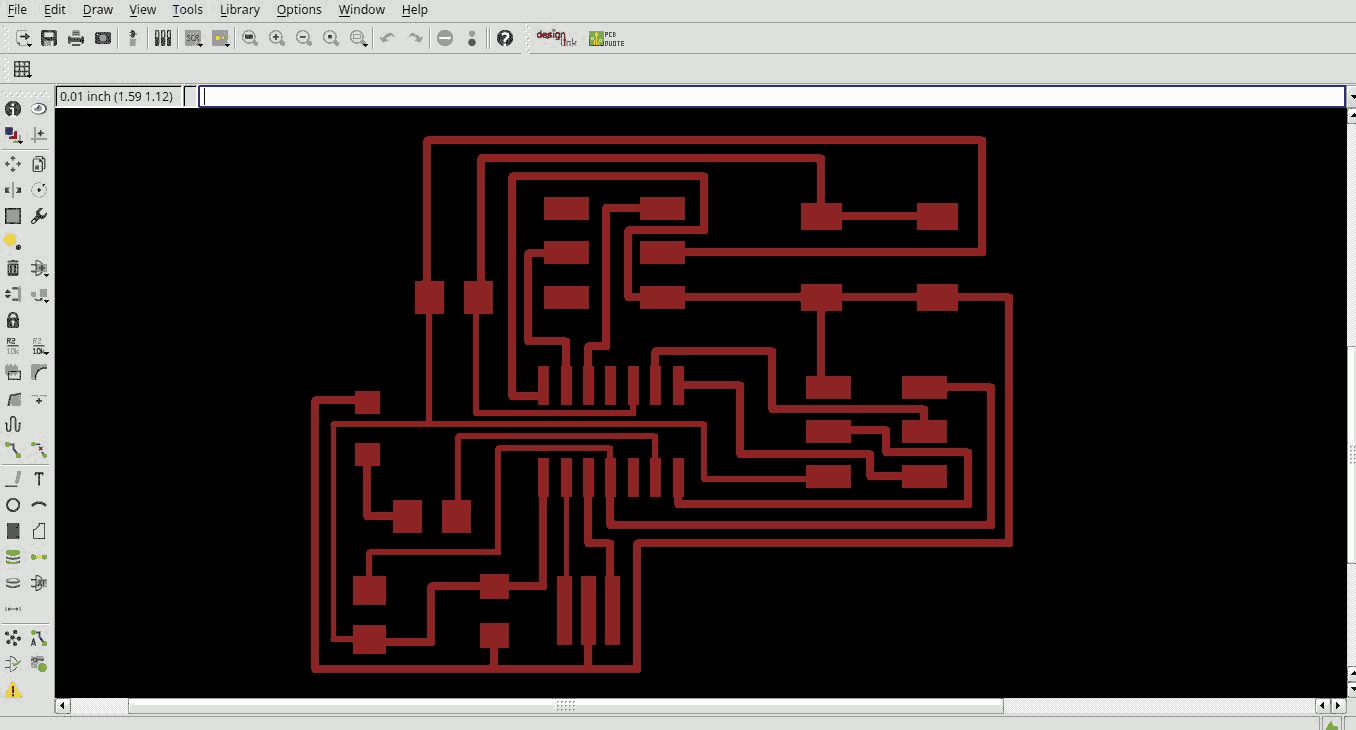 File Edit Draw View Tools Library Options Window Help
SCR
design link PCB QUOTE
0.01 inch (1.59 1.12)
R2 R2
10k 10k
T